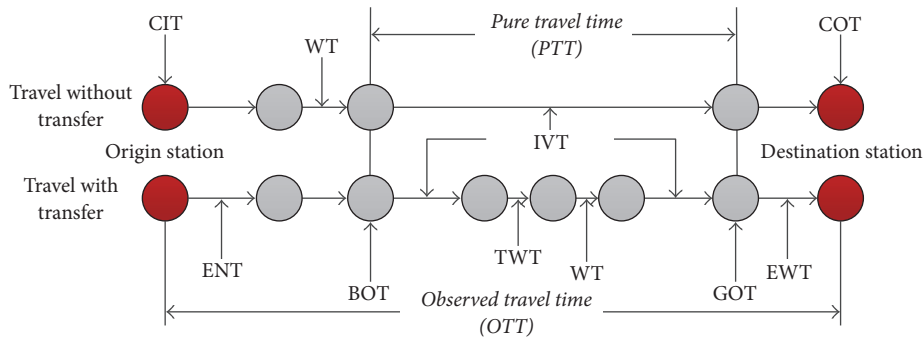 CIT
Pure travel time
(PTT)
COT
WT
Travel without
transfer
IVT
Origin station
Destination station
Travel with
transfer
TWT
ENT
WT
EWT
BOT
GOT
Observed travel time
(OTT)